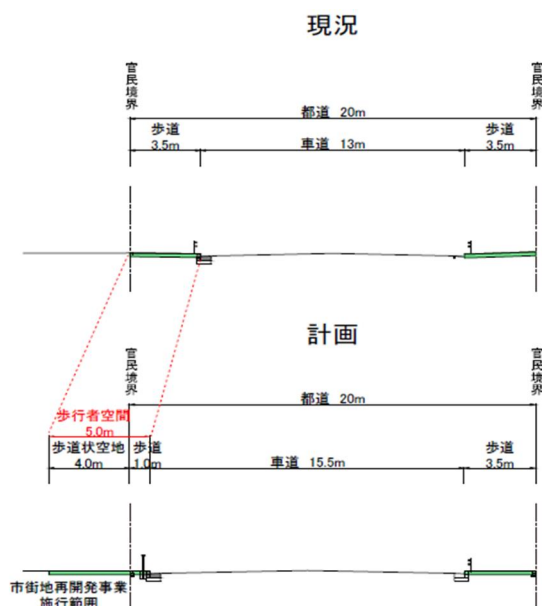 現況
官民境界
官民境界
都道 20m
歩道
3.5m
車道 13m
歩道
3.5m
計画
官民境界
官民境界
都道 20m
歩行者空間
5.0m
歩道状空地
4.0m
歩道
1.0m
車道 15.5m
歩道
3.5m
市街地再開発事業
施行範囲